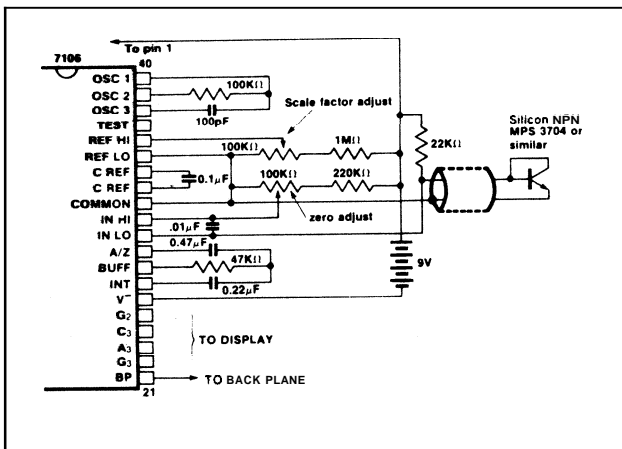 To pin 1
7106
40
OSC 1
OSC 2
OSC 3
TEST
REF HI
REF LO
C REF
C REF
COMMON
IN HI
IN LO
A/Z
BUFF
INT
V⁻
G₂
C₃
A₃
G₃
BP
21
100KΩ
100pF
Scale factor adjust
100KΩ
1MΩ
0.1μF
100KΩ
220KΩ
zero adjust
.01μF
0.47μF
47KΩ
0.22μF
22KΩ
9V
Silicon NPN
MPS 3704 or
similar
TO DISPLAY
TO BACK PLANE